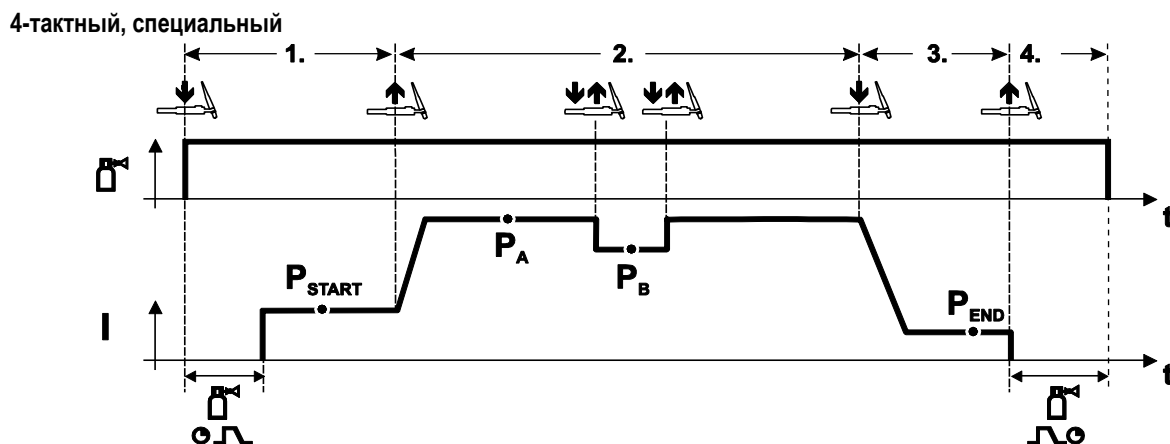 4-тактный, специальный
1. 2. 3. 4.
t
P_A
P_B
P_START
P_END
I
t